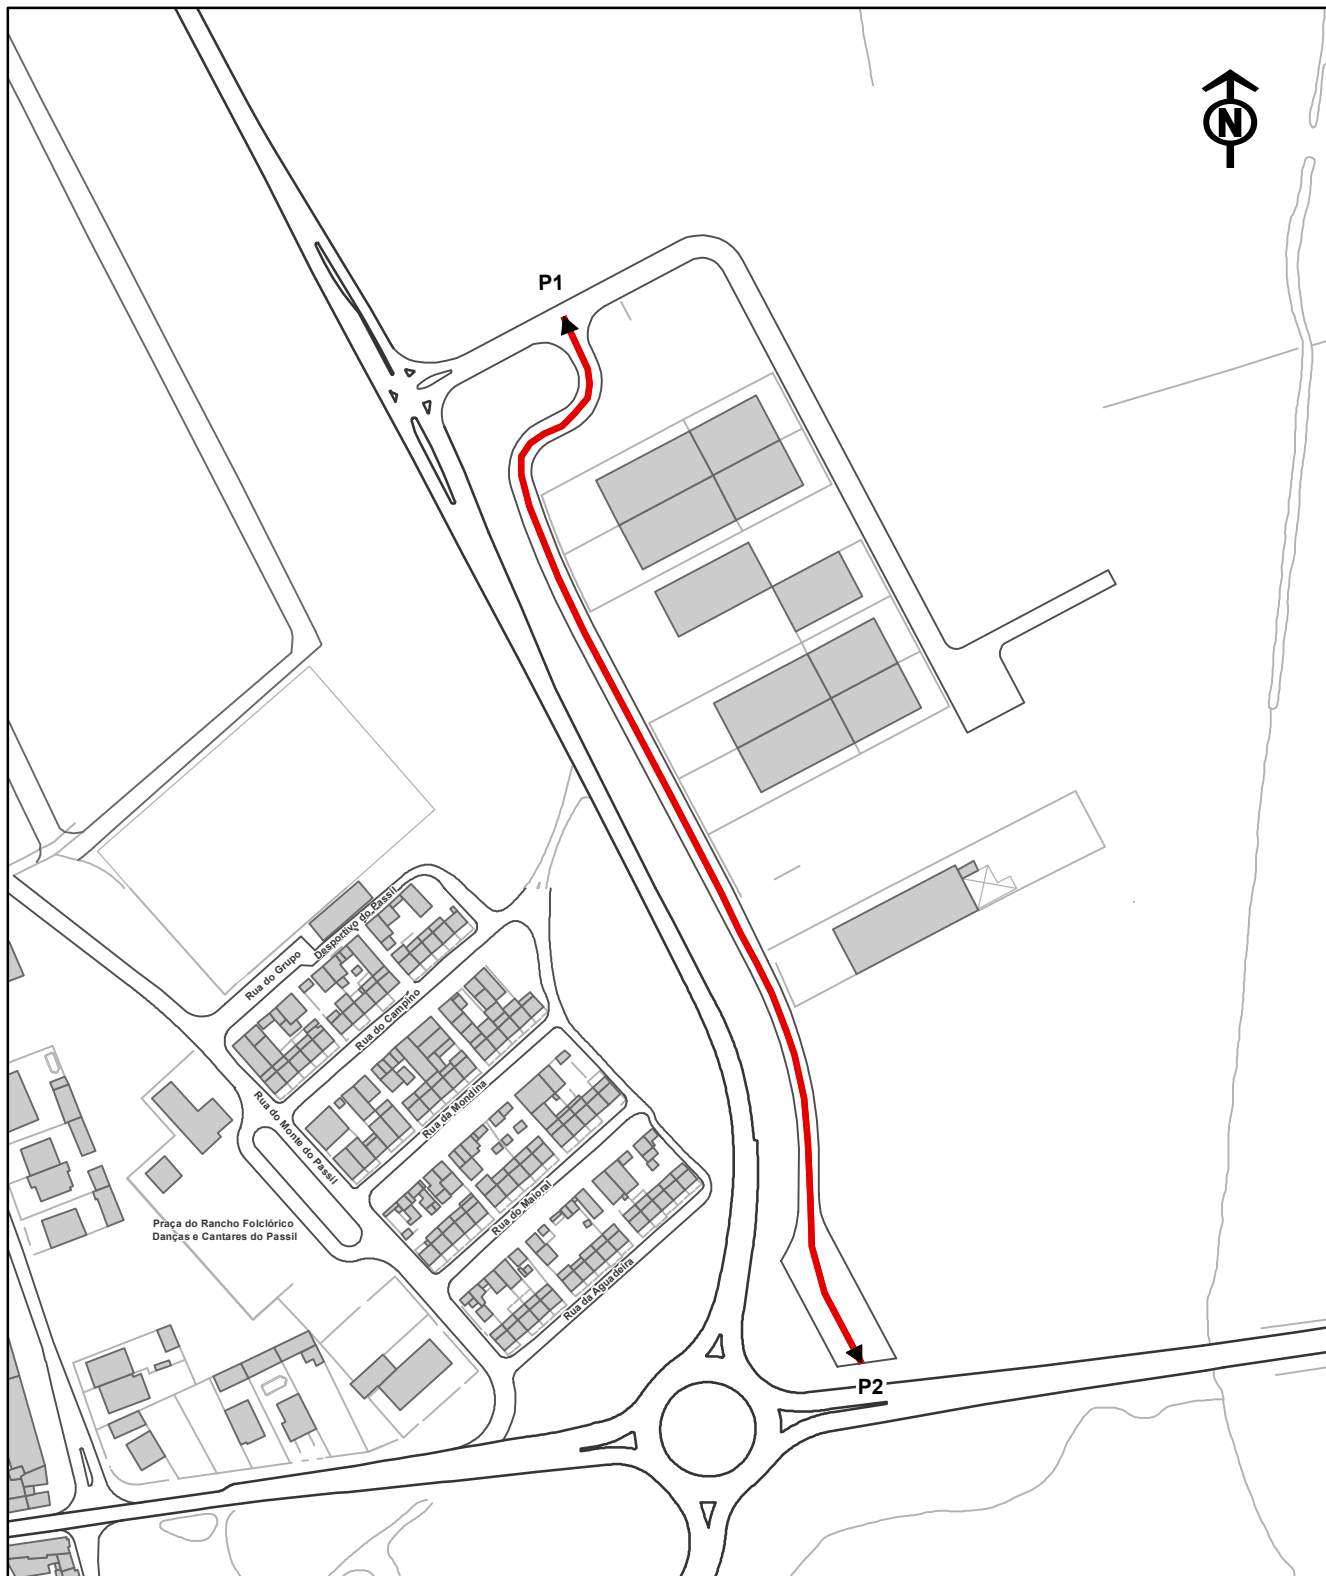 N
P1
Rua do Grupo
Desportivo do Passil
Rua do Campino
Rua do Monte do Passil
Rua da Mondina
Rua do Maioral
Praça do Rancho Folclórico
Danças e Cantares do Passil
Rua da Aguadeira
P2